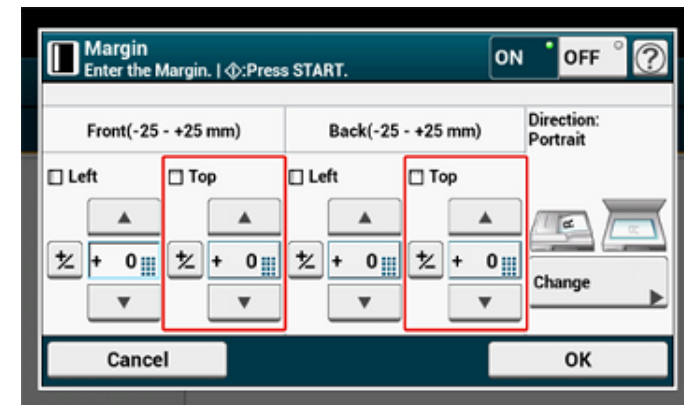 Margin
Enter the Margin. | :Press START.
ON OFF ?
Front(-25 - +25 mm) Back(-25 - +25 mm) Direction:
Portrait
Left Top Left Top
+ 0 + 0 + 0 + 0
Change
Cancel OK